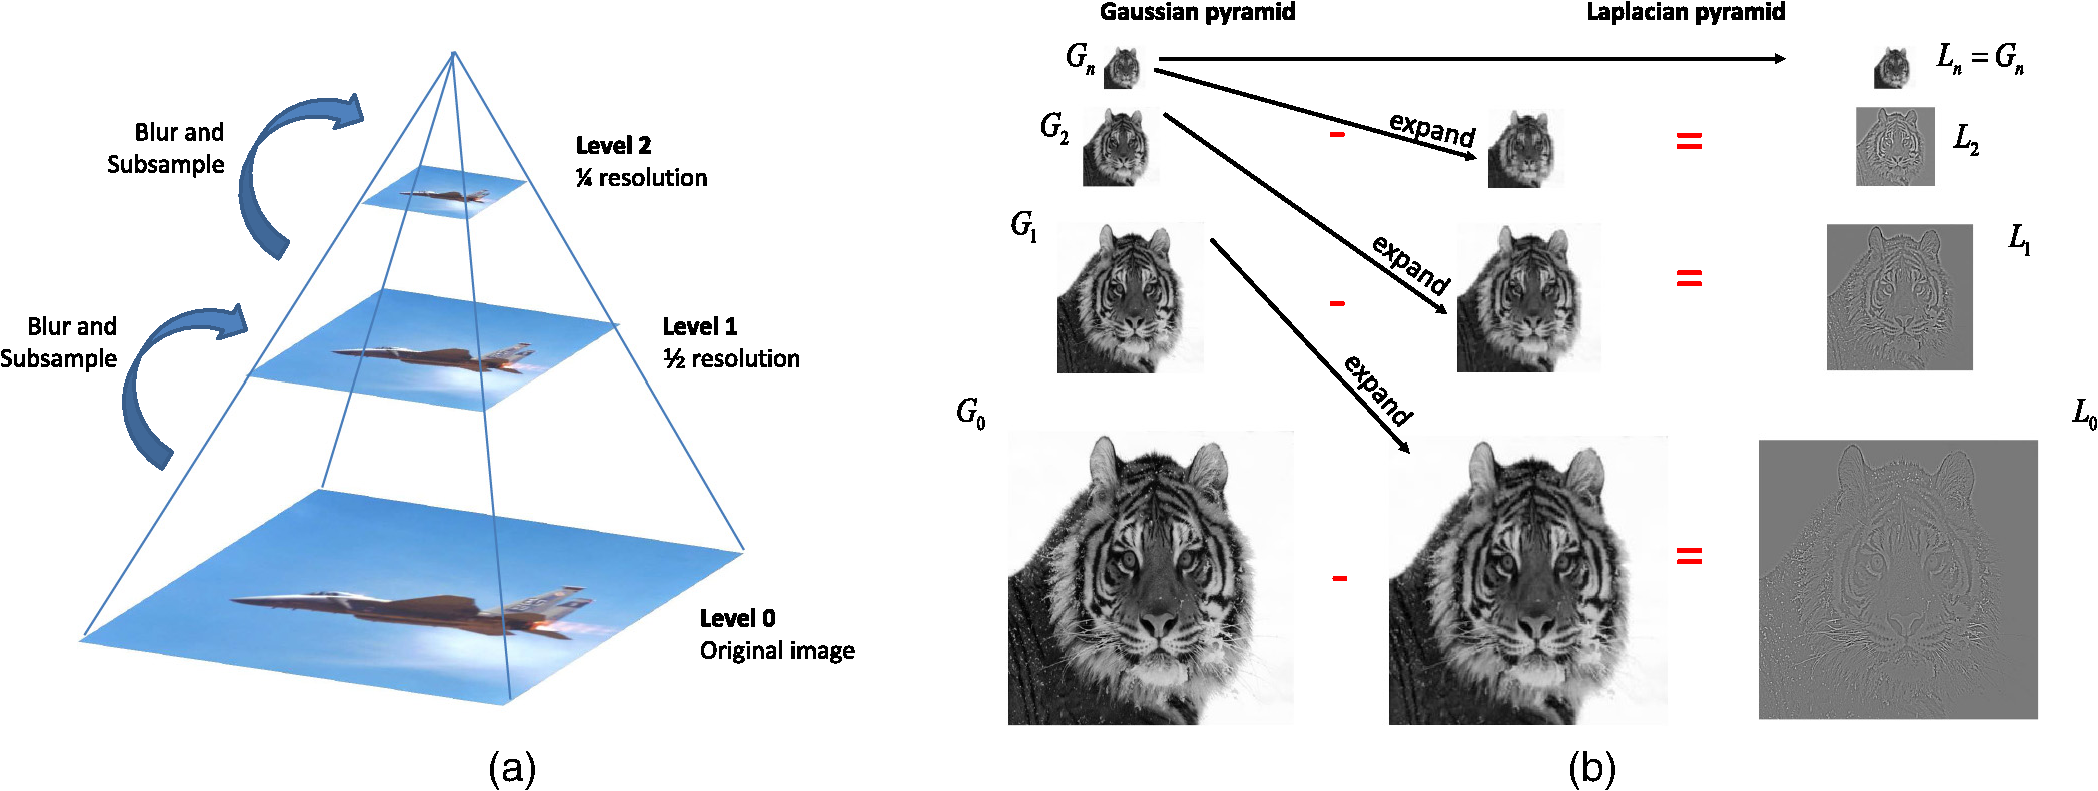 Blur and
Subsample
Level 2
¼ resolution
Blur and
Subsample
Level 1
½ resolution
Level 0
Original image
(a)
Gaussian pyramid
Laplacian pyramid
Gn
Ln = Gn
G2
-
expand
=
L2
G1
-
expand
=
L1
G0
-
expand
=
L0
(b)